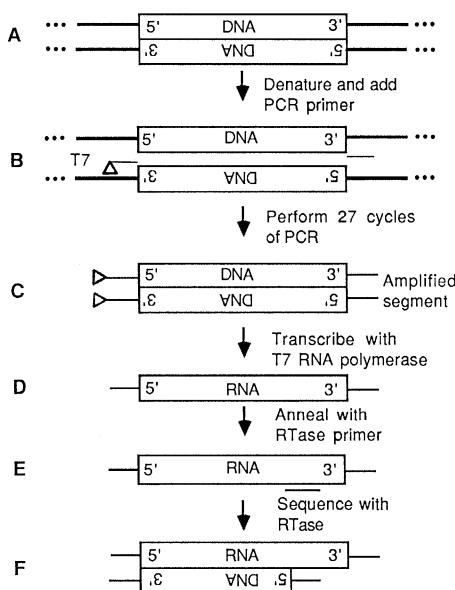 A ... 5' DNA 3' ...
... 3' DNA 5' ...
Denature and add
PCR primer
... 5' DNA 3' ...
B
T7
... 3' DNA 5' ...
Perform 27 cycles
of PCR
C 5' DNA 3' Amplified
3' DNA 5' segment
Transcribe with
T7 RNA polymerase
D 5' RNA 3'
Anneal with
RTase primer
E 5' RNA 3'
Sequence with
RTase
F 5' RNA 3'
3' DNA 5'